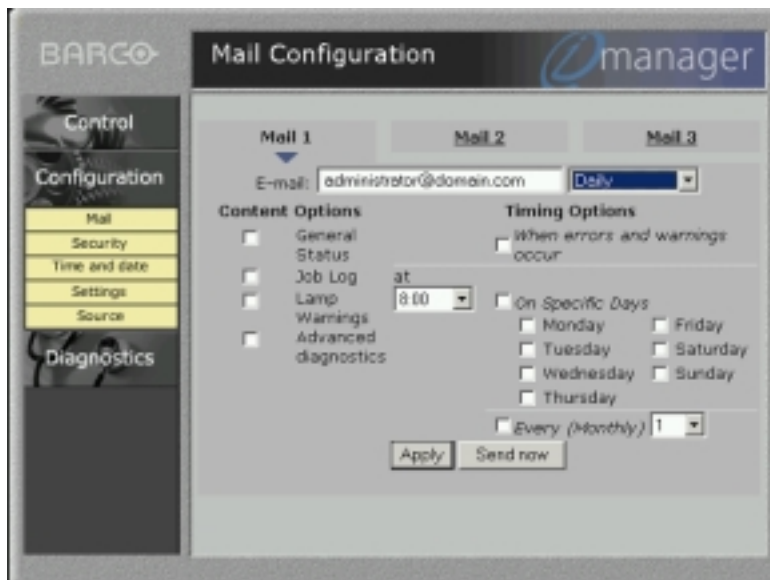 BARCO
Mail Configuration
imanager
Control
Configuration
Mail
Security
Time and date
Settings
Source
Diagnostics
Mail 1
Mail 2
Mail 3
E-mail: administrator@domain.com
Daily
Content Options
General
Status
Job Log
Lamp
Warnings
Advanced
diagnostics
at
8:00
Timing Options
When errors and warnings
occur
On Specific Days
Monday
Friday
Tuesday
Saturday
Wednesday
Sunday
Thursday
Every (Monthly) 1
Apply
Send now